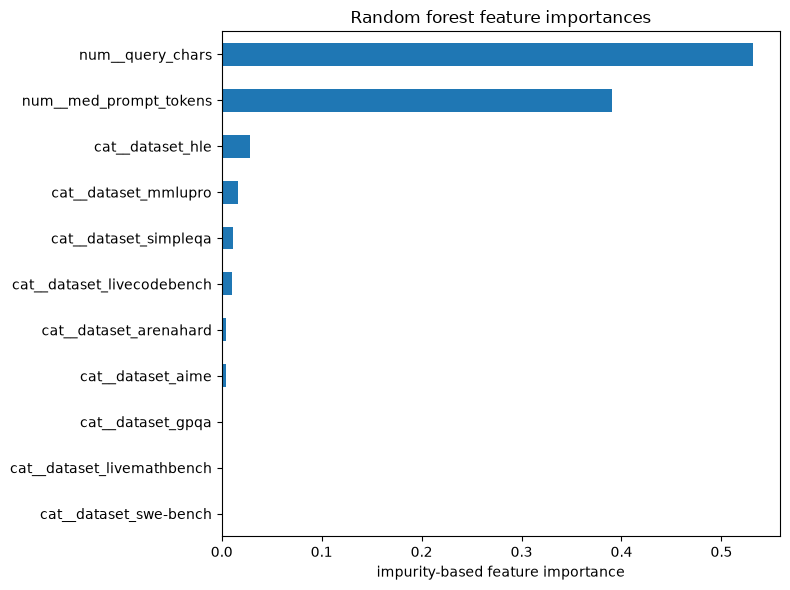 Random forest feature importances
num__query_chars
num__med_prompt_tokens
cat__dataset_hle
cat__dataset_mmlupro
cat__dataset_simpleqa
cat__dataset_livecodebench
cat__dataset_arenahard
cat__dataset_aime
cat__dataset_gpqa
cat__dataset_livemathbench
cat__dataset_swe-bench
0.0 0.1 0.2 0.3 0.4 0.5
impurity-based feature importance